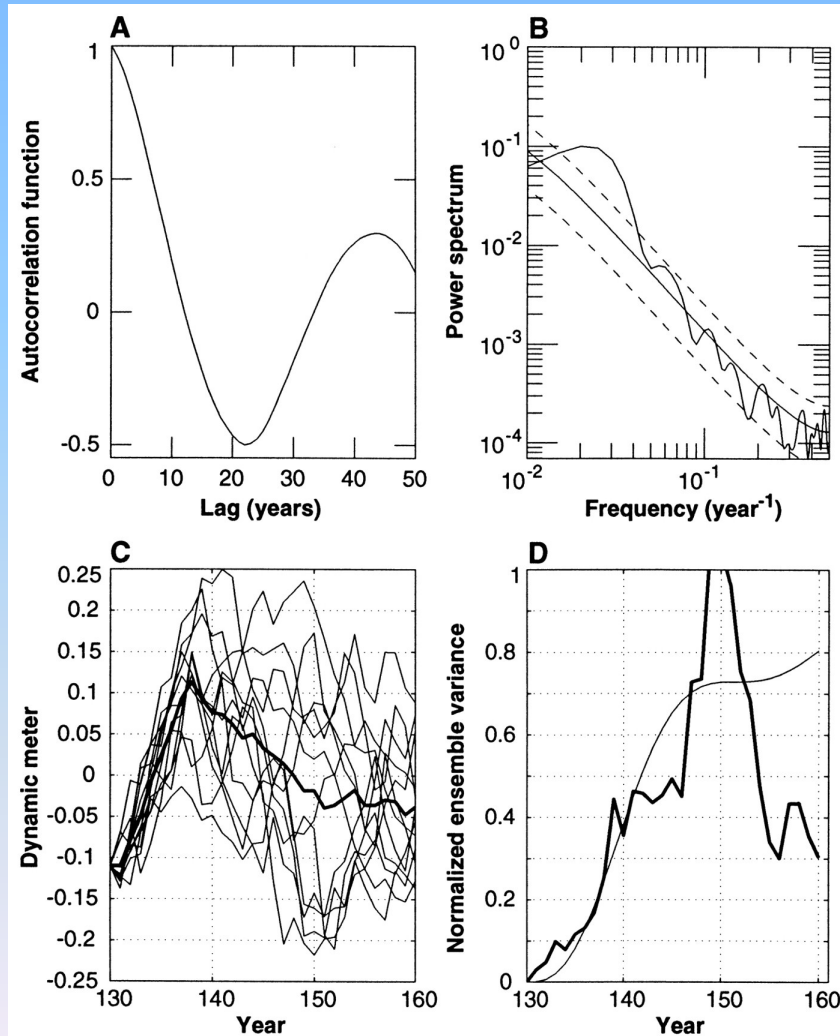 A
Autocorrelation function
1
0.5
0
-0.5
0 10 20 30 40 50
Lag (years)
B
Power spectrum
10^0
10^-1
10^-2
10^-3
10^-4
10^-2 10^-1
Frequency (year^-1)
C
Dynamic meter
0.25
0.2
0.15
0.1
0.05
0
-0.05
-0.1
-0.15
-0.2
-0.25
130 140 150 160
Year
D
Normalized ensemble variance
1
0.8
0.6
0.4
0.2
0
130 140 150 160
Year